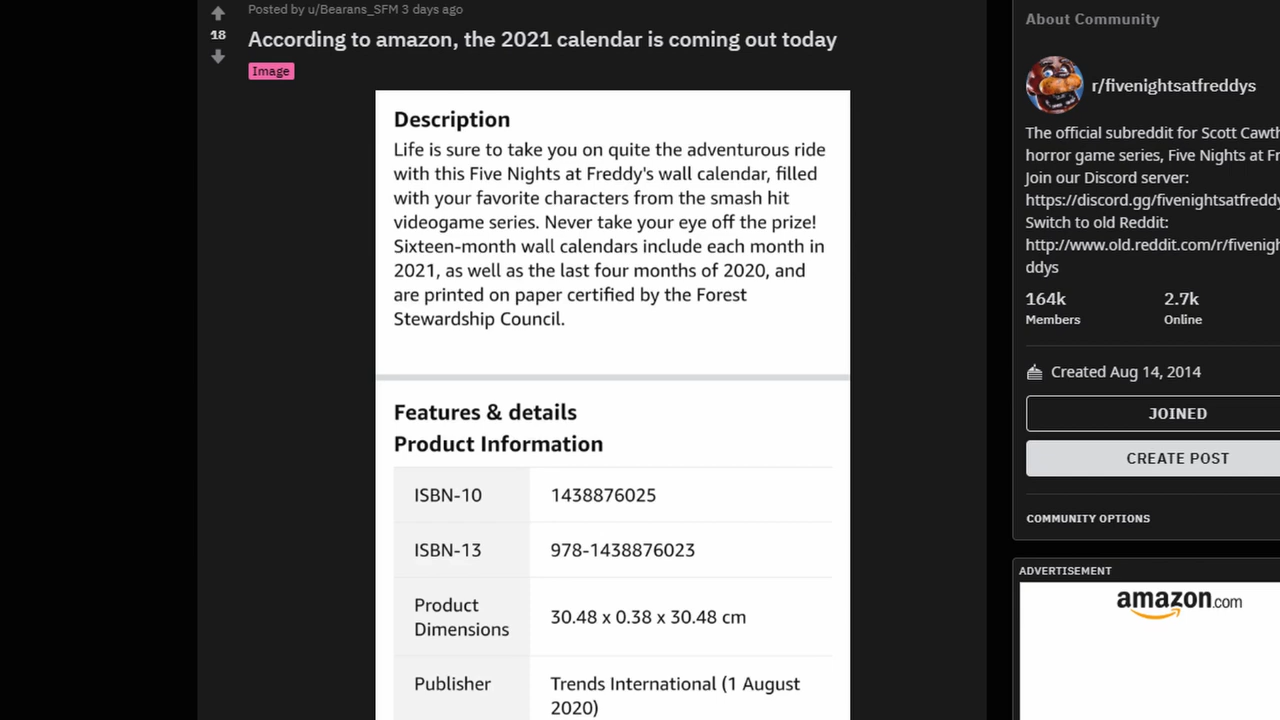 Posted by u/Bearans_SFM 3 days ago
18
According to amazon, the 2021 calendar is coming out today
Image
Description
Life is sure to take you on quite the adventurous ride
with this Five Nights at Freddy's wall calendar, filled
with your favorite characters from the smash hit
videogame series. Never take your eye off the prize!
Sixteen-month wall calendars include each month in
2021, as well as the last four months of 2020, and
are printed on paper certified by the Forest
Stewardship Council.
Features & details
Product Information
ISBN-10 1438876025
ISBN-13 978-1438876023
Product
Dimensions
30.48 x 0.38 x 30.48 cm
Publisher
Trends International (1 August
2020)
About Community
r/fivenightsatfreddys
The official subreddit for Scott Cawth
horror game series, Five Nights at Fr
Join our Discord server:
https://discord.gg/fivenightsatfreddy
Switch to old Reddit:
http://www.old.reddit.com/r/fivenigh
ddys
164k 2.7k
Members Online
Created Aug 14, 2014
JOINED
CREATE POST
COMMUNITY OPTIONS
ADVERTISEMENT
amazon.com